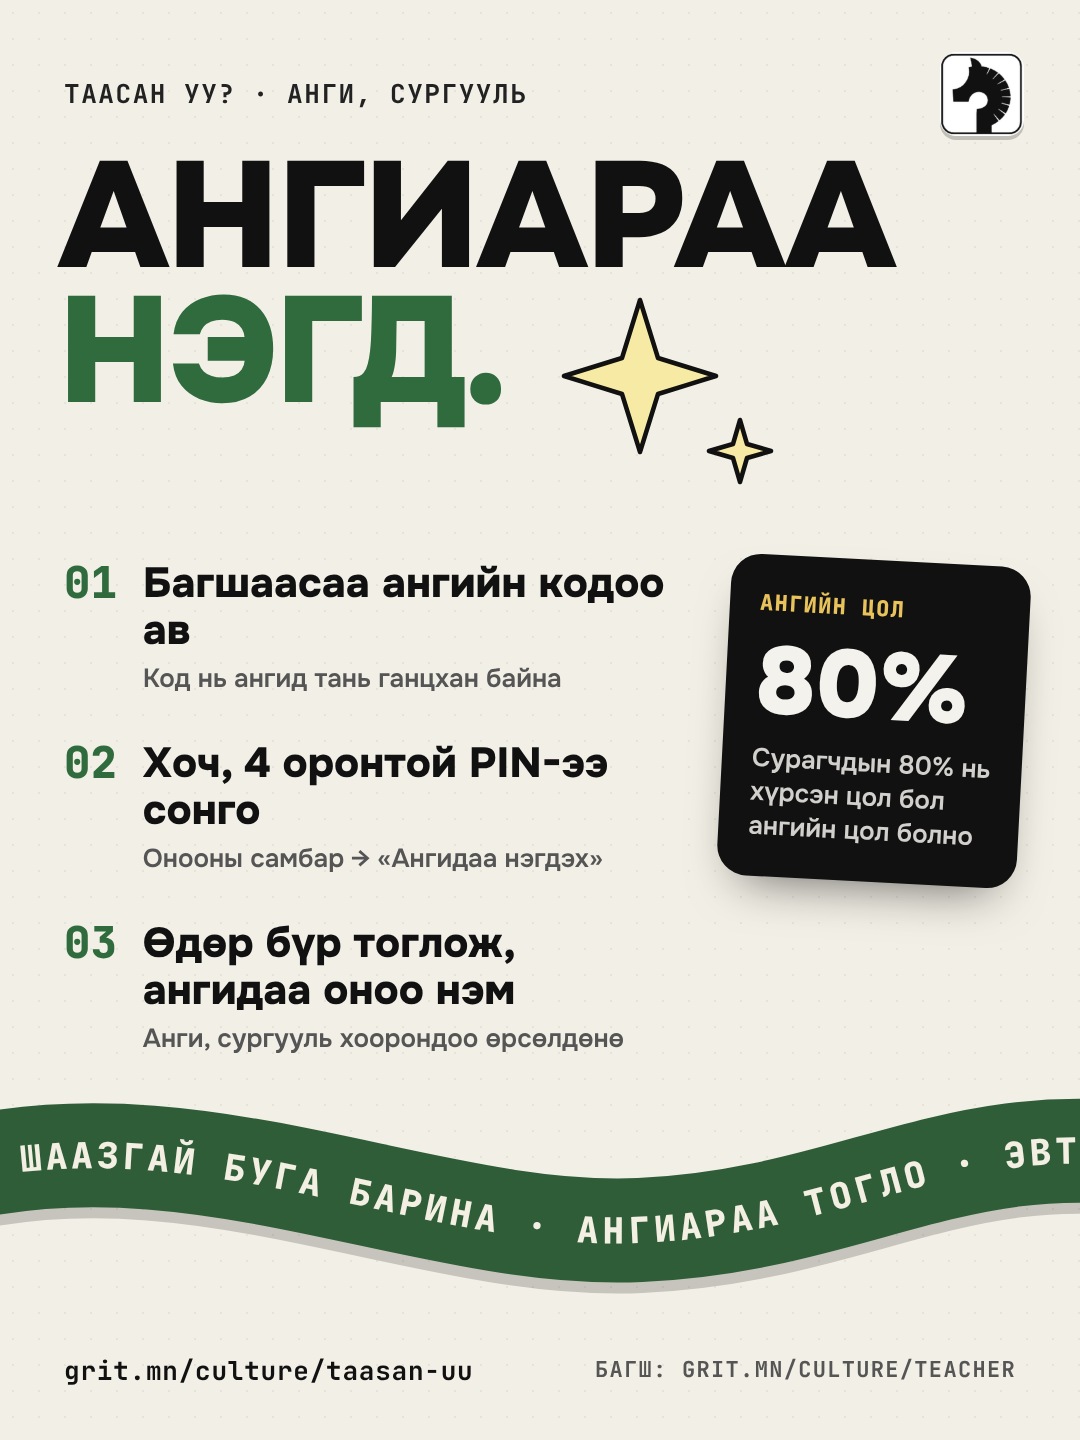 ТААСАН УУ? · АНГИ, СУРГУУЛЬ
АНГИАРАА
НЭГД.
01 Багшаасаа ангийн кодоо
ав
Код нь ангид тань ганцхан байна
02 Хоч, 4 оронтой PIN-ээ
сонго
Онооны самбар → «Ангидаа нэгдэх»
03 Өдөр бүр тоглож,
ангидаа оноо нэм
Анги, сургууль хоорондоо өрсөлдөнө
АНГИЙН ЦОЛ
80%
Сурагчдын 80% нь
хүрсэн цол бол
ангийн цол болно
ШААЗГАЙ БУГА БАРИНА · АНГИАРАА ТОГЛО · ЭВТ
grit.mn/culture/taasan-uu
БАГШ: GRIT.MN/CULTURE/TEACHER